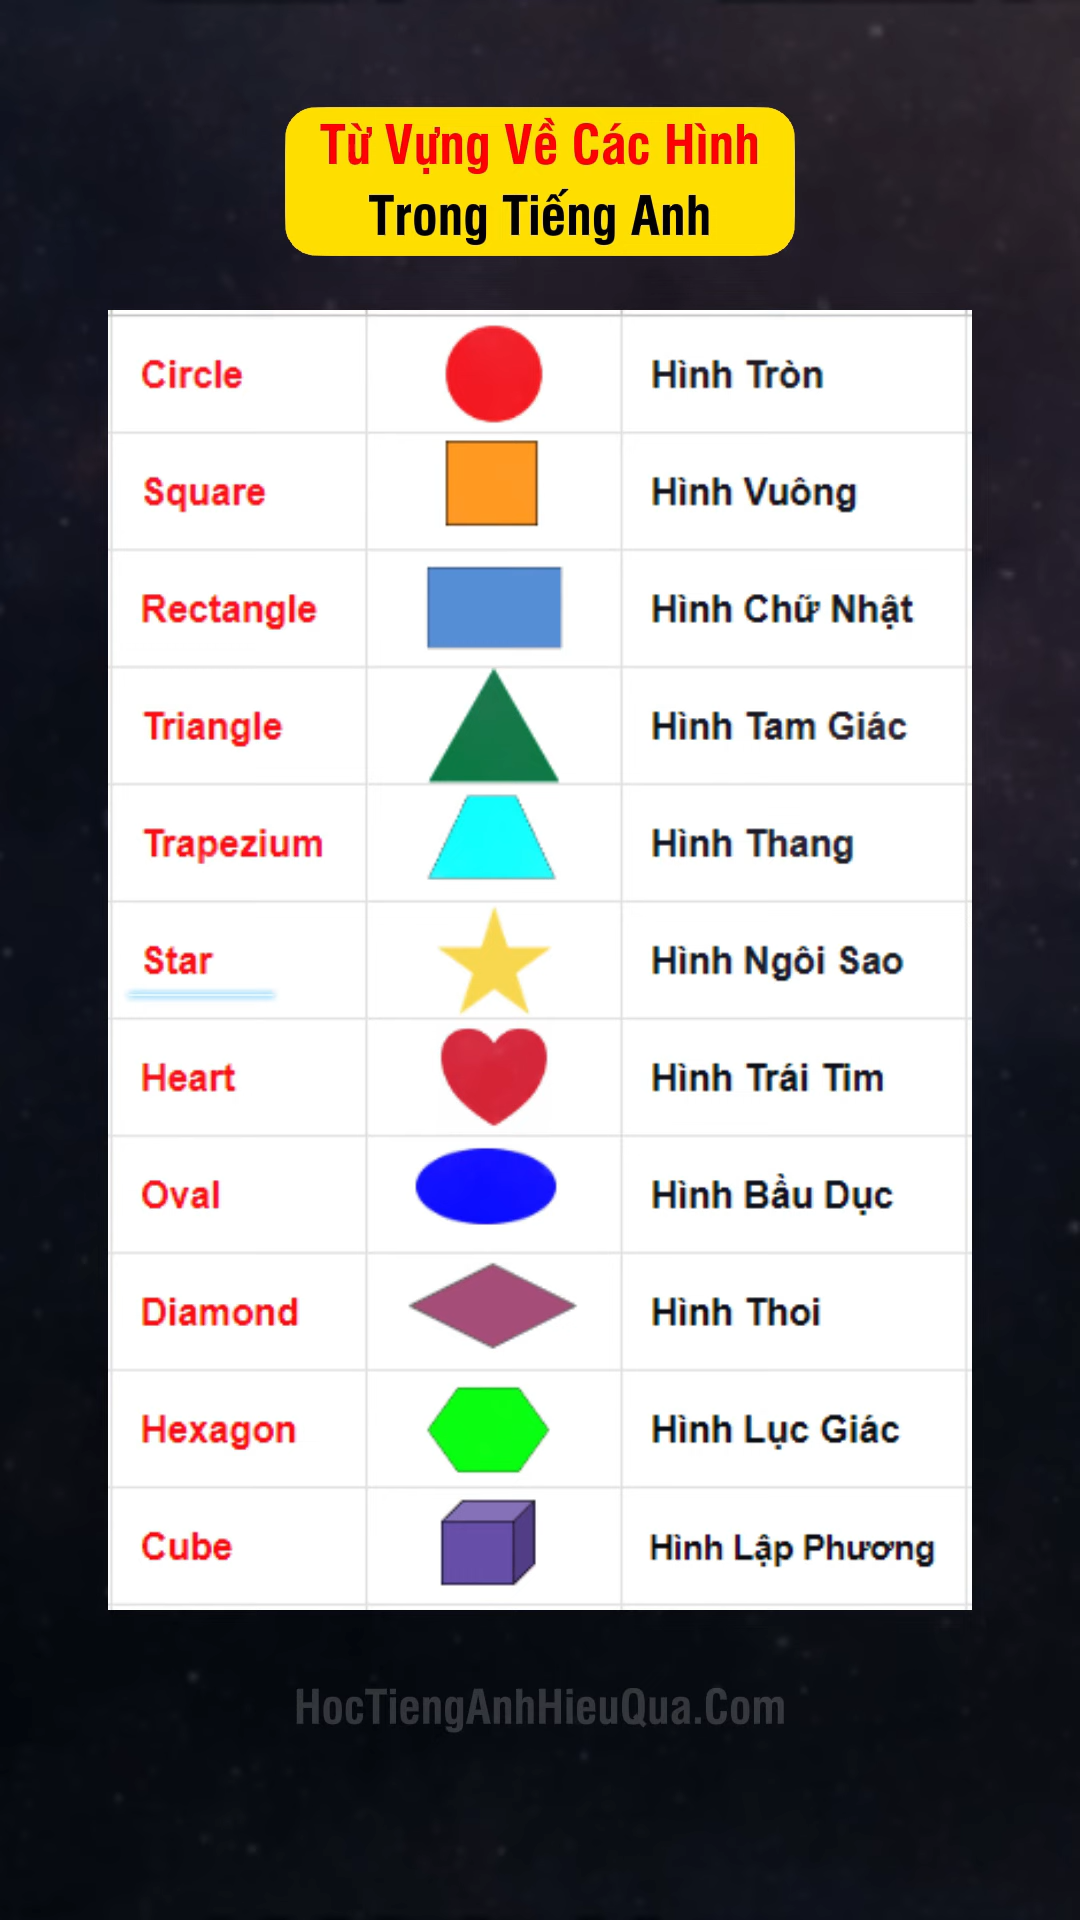 Từ Vựng Về Các Hình
Trong Tiếng Anh
Circle Hình Tròn
Square Hình Vuông
Rectangle Hình Chữ Nhật
Triangle Hình Tam Giác
Trapezium Hình Thang
Star Hình Ngôi Sao
Heart Hình Trái Tim
Oval Hình Bầu Dục
Diamond Hình Thoi
Hexagon Hình Lục Giác
Cube Hình Lập Phương
HocTiengAnhHieuQua.Com